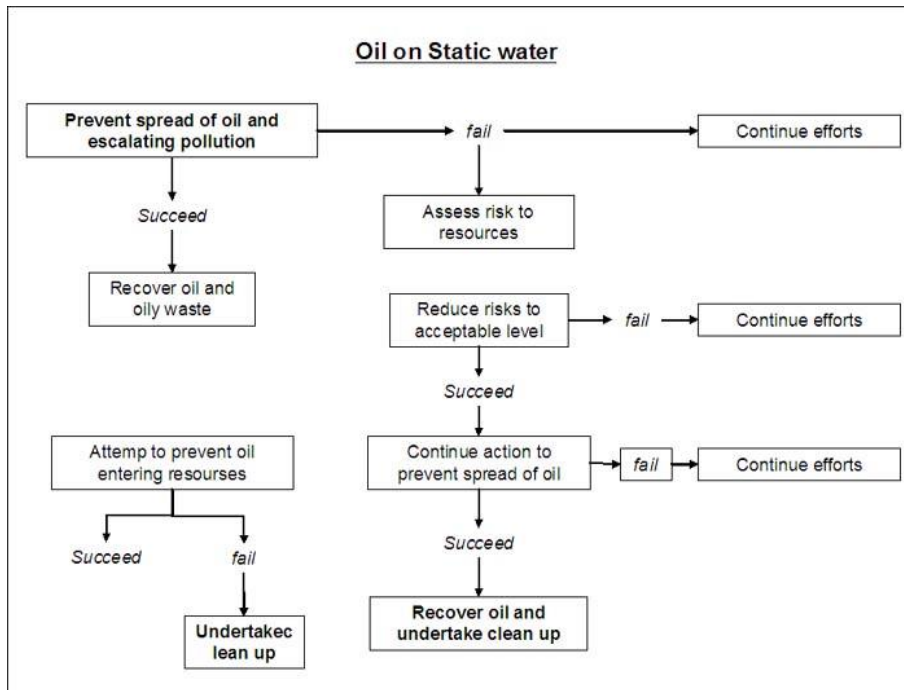 Oil on Static water
Prevent spread of oil and
escalating pollution
fail
Continue efforts
Succeed
Assess risk to
resources
Recover oil and
oily waste
Reduce risks to
acceptable level
fail
Continue efforts
Succeed
Attemp to prevent oil
entering resourses
Continue action to
prevent spread of oil
fail
Continue efforts
Succeed
fail
Succeed
Undertakec
lean up
Recover oil and
undertake clean up